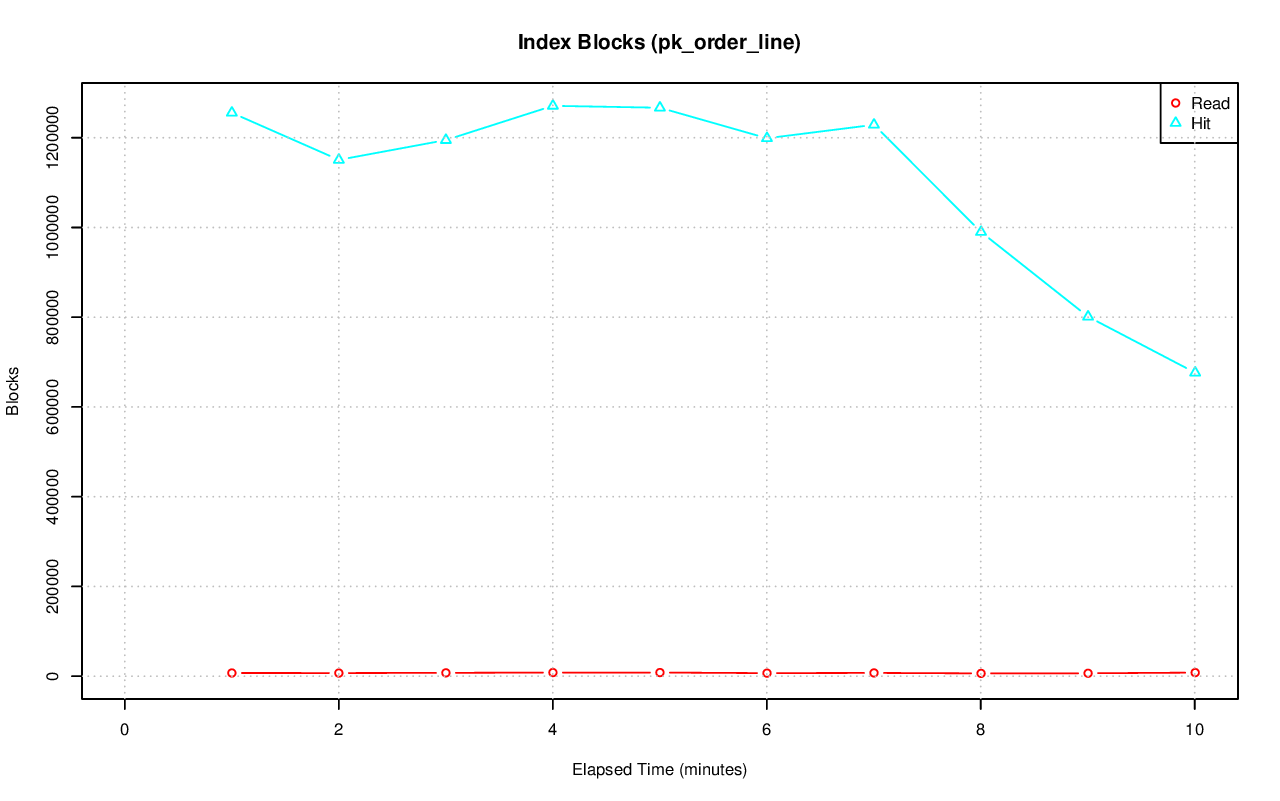 Index Blocks (pk_order_line)
Read
Hit
Blocks
1200000
1000000
800000
600000
400000
200000
0
0 2 4 6 8 10
Elapsed Time (minutes)